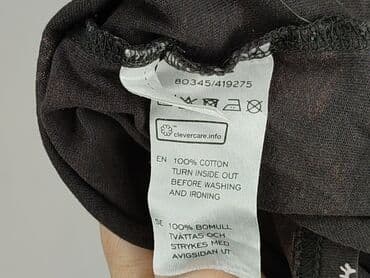 80345/419275
clevercare.info
EN 100% COTTON
TURN INSIDE OUT
BEFORE WASHING
AND IRONING
SE 100% BOMULL
TVÄTTAS OCH
STRYKES MED
AVIGSIDAN UT